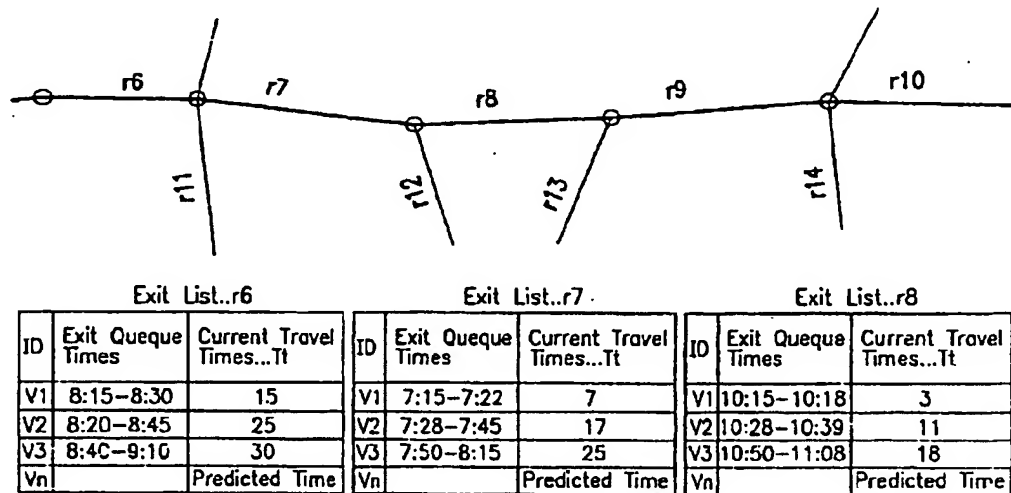 r6 r7 r8 r9 r10
r11 r12 r13 r14
Exit List..r6 Exit List..r7 Exit List..r8
ID Exit Queque Times Current Travel Times...Tt ID Exit Queque Times Current Travel Times...Tt ID Exit Queque Times Current Travel Times...Tt
V1 8:15-8:30 15 V1 7:15-7:22 7 V1 10:15-10:18 3
V2 8:20-8:45 25 V2 7:28-7:45 17 V2 10:28-10:39 11
V3 8:40-9:10 30 V3 7:50-8:15 25 V3 10:50-11:08 18
Vn Predicted Time Vn Predicted Time Vn Predicted Time